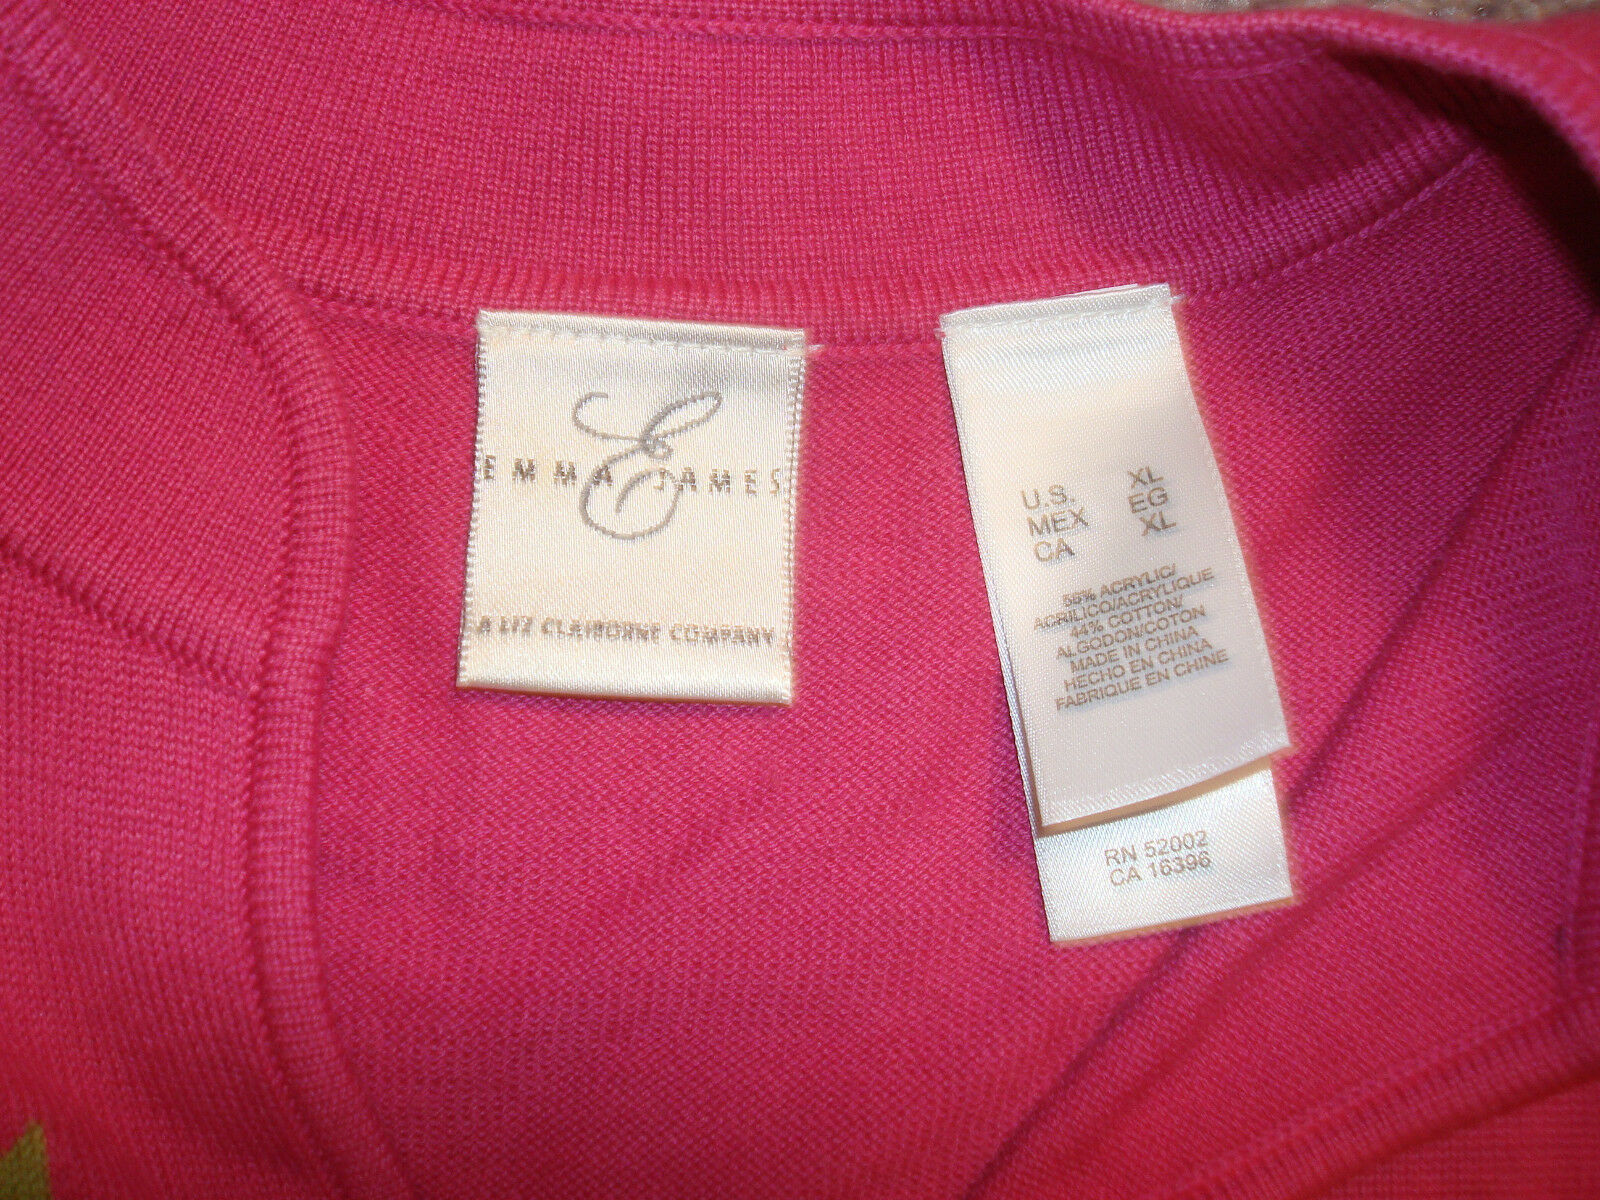 E
EMMA JAMES
A LIZ CLAIBORNE COMPANY
U.S. XL
MEX EG
CA XL
56% ACRYLIC/
ACRILICO/ACRYLIQUE
44% COTTON/
ALGODON/COTON
MADE IN CHINA
HECHO EN CHINA
FABRIQUE EN CHINE
RN 52002
CA 16396